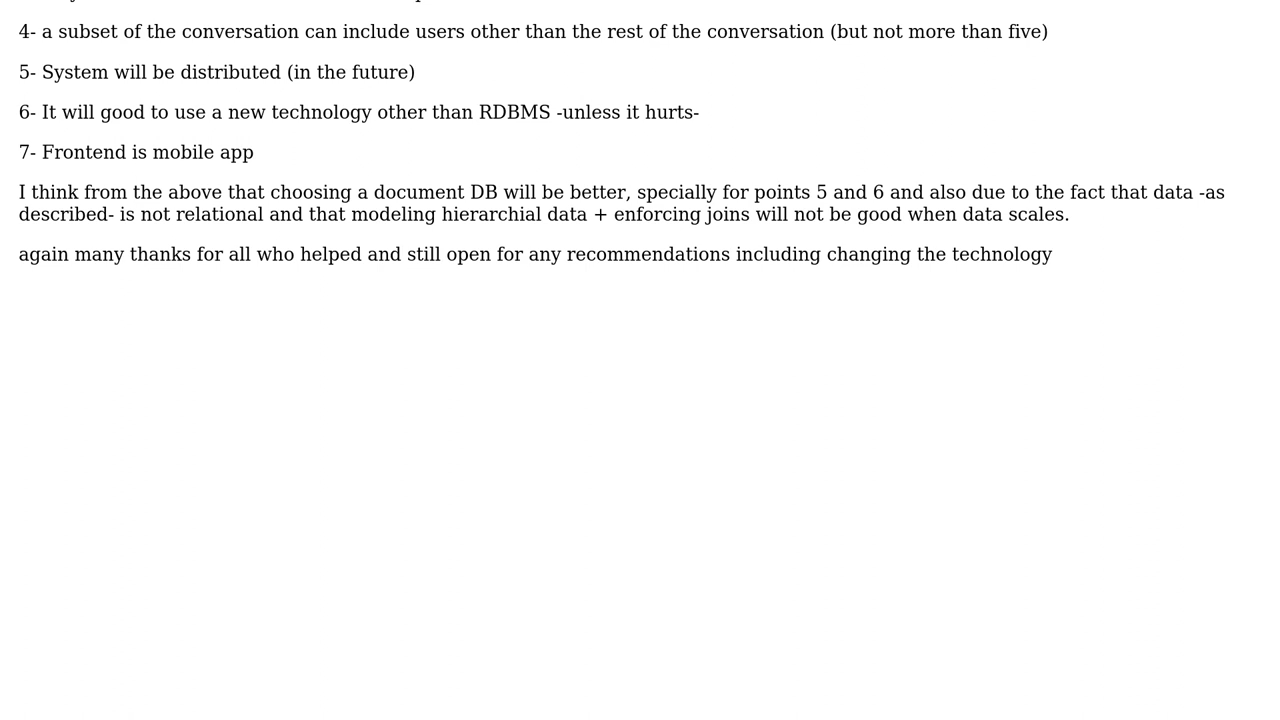 4- a subset of the conversation can include users other than the rest of the conversation (but not more than five)
5- System will be distributed (in the future)
6- It will good to use a new technology other than RDBMS -unless it hurts-
7- Frontend is mobile app
I think from the above that choosing a document DB will be better, specially for points 5 and 6 and also due to the fact that data -as
described- is not relational and that modeling hierarchial data + enforcing joins will not be good when data scales.
again many thanks for all who helped and still open for any recommendations including changing the technology